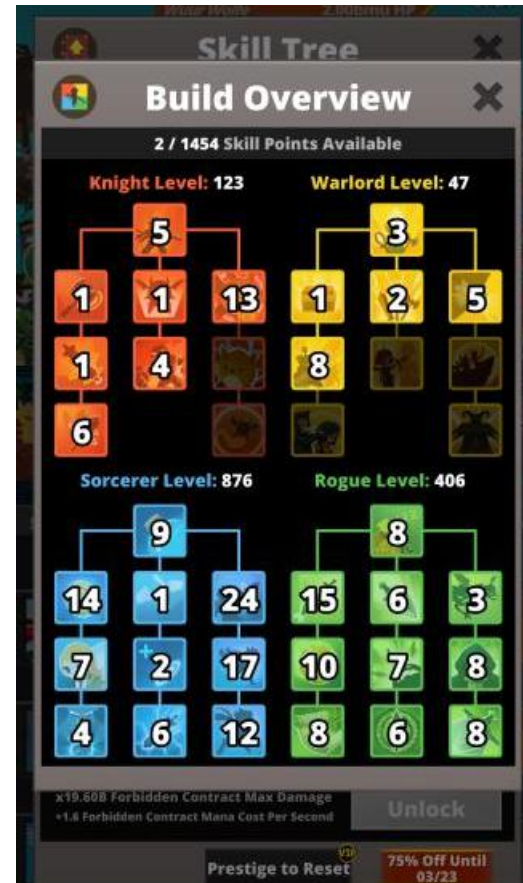 Skill Tree
Build Overview
2 / 1454 Skill Points Available
Knight Level: 123 Warlord Level: 47
5 3
1 1 13 1 2 5
1 4 8
6
Sorcerer Level: 876 Rogue Level: 406
9 8
14 1 24 15 6 3
7 2 17 10 7 8
4 6 12 8 6 8
x19.60B Forbidden Contract Max Damage
+1.6 Forbidden Contract Mana Cost Per Second
Unlock
VIP
Prestige to Reset
75% Off Until
03/23